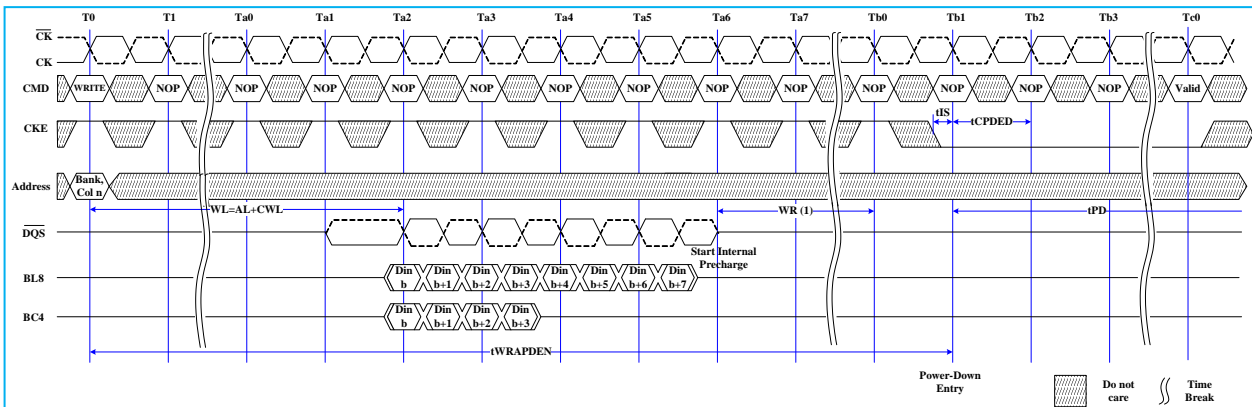 T0 T1 Ta0 Ta1 Ta2 Ta3 Ta4 Ta5 Ta6 Ta7 Tb0 Tb1 Tb2 Tb3 Tc0
CK
CK
CMD WRITE NOP NOP NOP NOP NOP NOP NOP NOP NOP NOP NOP NOP NOP Valid
tIS
CKE tCPDED
Address Bank, Col n
WL=AL+CWL WR (1) tPD
DQS
Start Internal
Precharge
BL8 Din b Din b+1 Din b+2 Din b+3 Din b+4 Din b+5 Din b+6 Din b+7
BC4 Din b Din b+1 Din b+2 Din b+3
tWRAPDEN
Power-Down
Entry
Do not
care
Time
Break